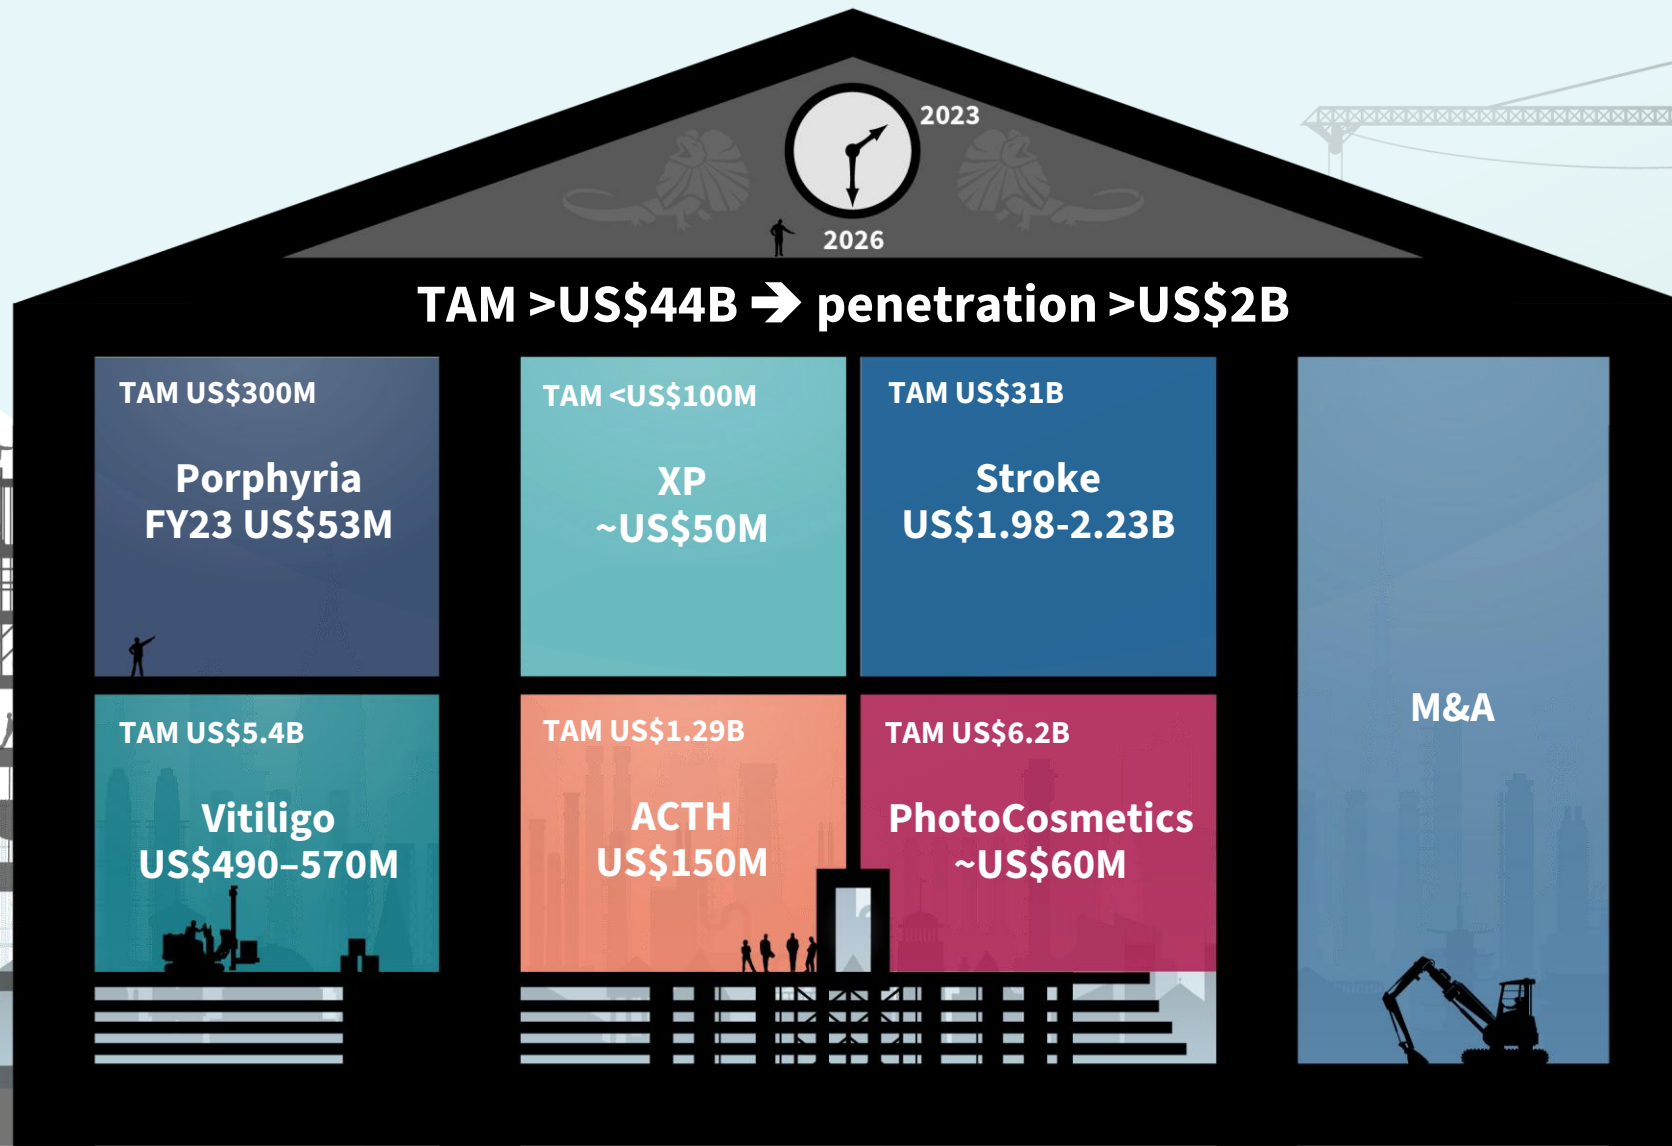 2023
2026
TAM >US$44B ➔ penetration >US$2B
TAM US$300M
Porphyria
FY23 US$53M
TAM <US$100M
XP
~US$50M
TAM US$31B
Stroke
US$1.98-2.23B
M&A
TAM US$5.4B
Vitiligo
US$490–570M
TAM US$1.29B
ACTH
US$150M
TAM US$6.2B
PhotoCosmetics
~US$60M